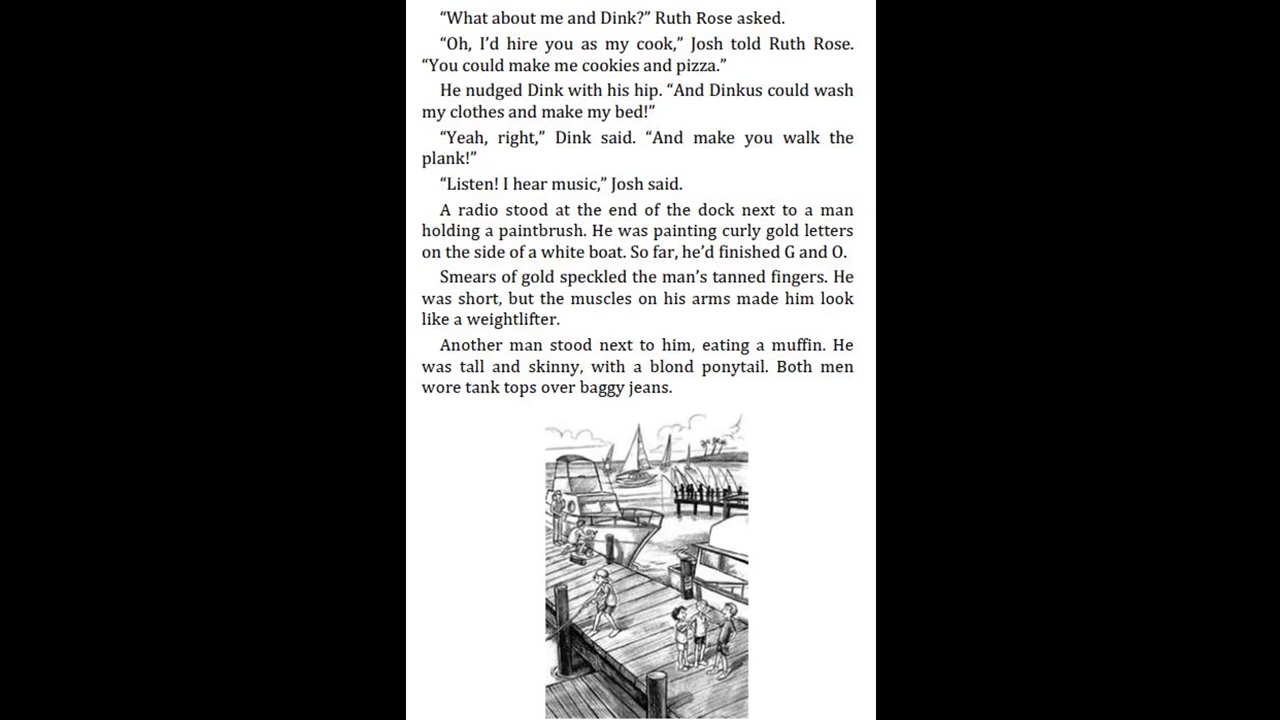 “What about me and Dink?” Ruth Rose asked.
“Oh, I’d hire you as my cook,” Josh told Ruth Rose.
“You could make me cookies and pizza.”
He nudged Dink with his hip. “And Dinkus could wash
my clothes and make my bed!”
“Yeah, right,” Dink said. “And make you walk the
plank!”
“Listen! I hear music,” Josh said.
A radio stood at the end of the dock next to a man
holding a paintbrush. He was painting curly gold letters
on the side of a white boat. So far, he’d finished G and O.
Smears of gold speckled the man’s tanned fingers. He
was short, but the muscles on his arms made him look
like a weightlifter.
Another man stood next to him, eating a muffin. He
was tall and skinny, with a blond ponytail. Both men
wore tank tops over baggy jeans.